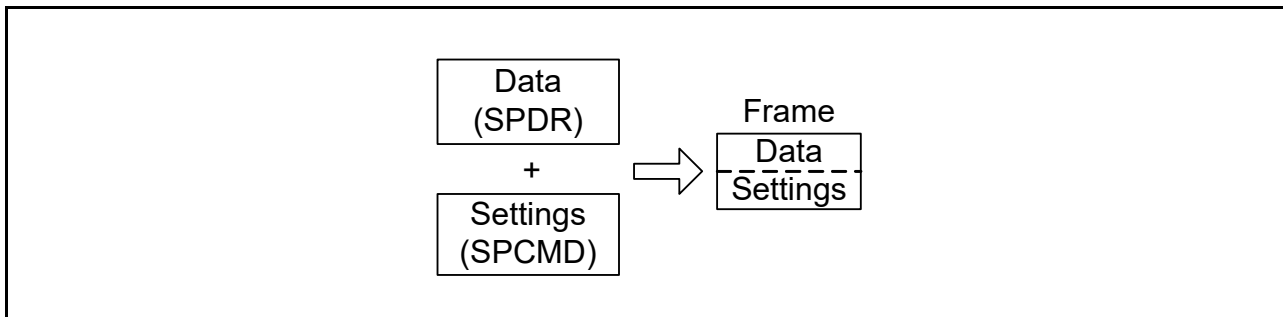 Data
(SPDR)
+
Settings
(SPCMD)
Frame
Data
Settings